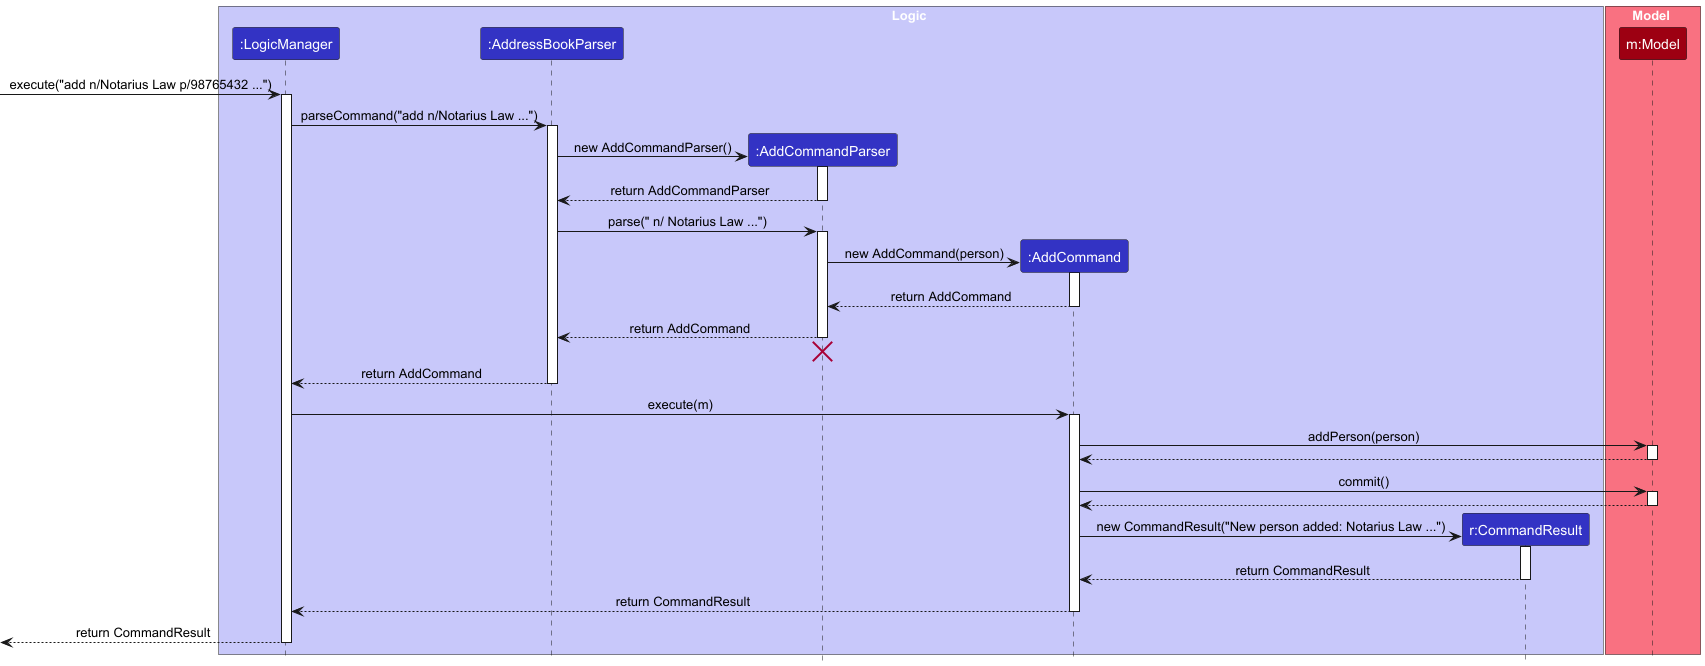 Logic
Model
:LogicManager
:AddressBookParser
m:Model
execute("add n/Notarius Law p/98765432 ...")
parseCommand("add n/Notarius Law ...")
new AddCommandParser()
:AddCommandParser
return AddCommandParser
parse(" n/ Notarius Law ...")
new AddCommand(person)
:AddCommand
return AddCommand
return AddCommand
return AddCommand
execute(m)
addPerson(person)
commit()
new CommandResult("New person added: Notarius Law ...")
r:CommandResult
return CommandResult
return CommandResult
return CommandResult